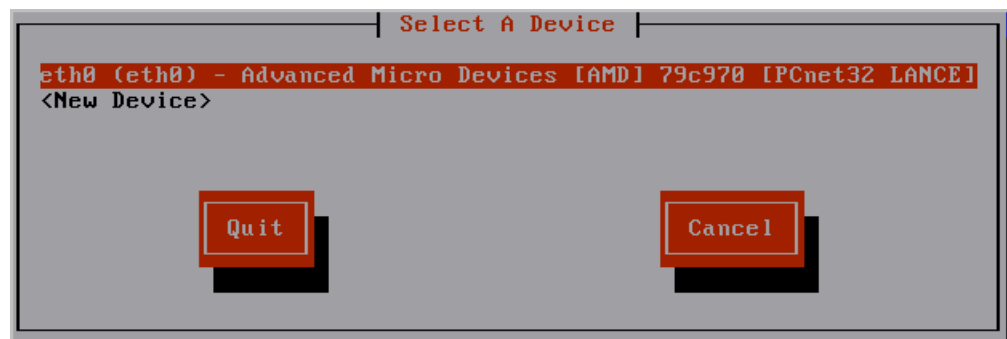 Select A Device
eth0 (eth0) - Advanced Micro Devices [AMD] 79c970 [PCnet32 LANCE]
<New Device>
Quit
Cancel